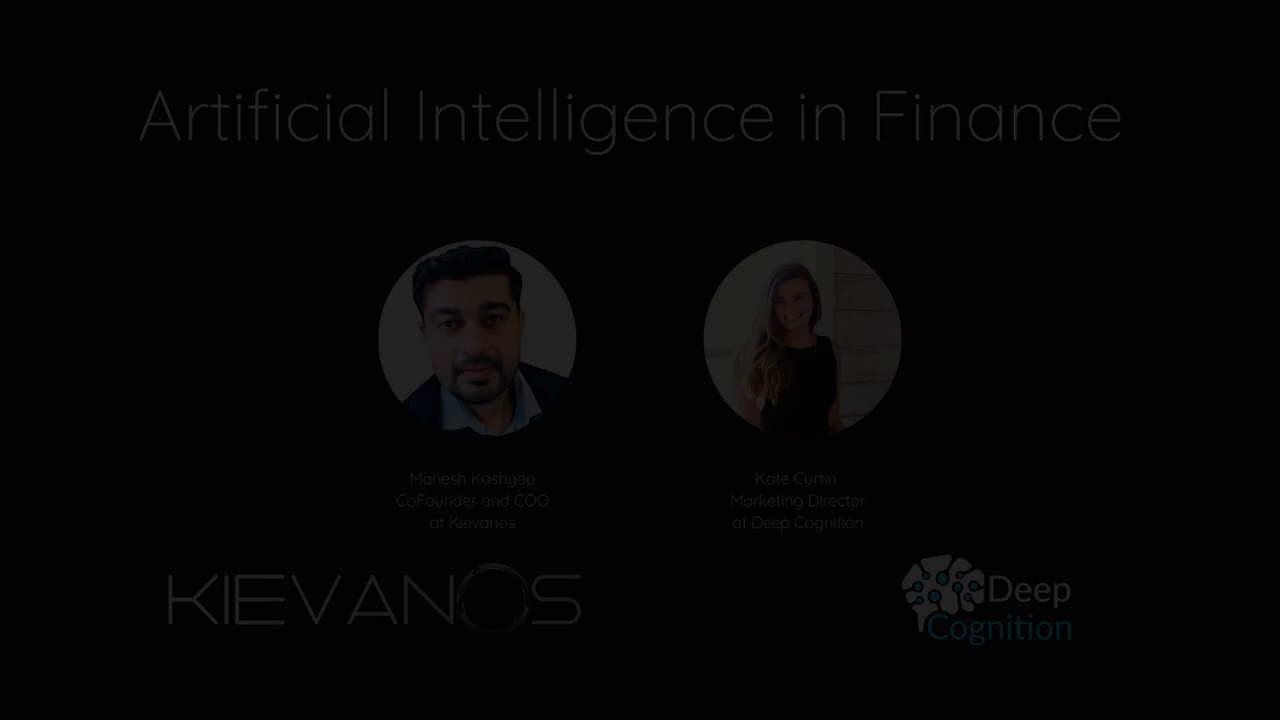 Artificial Intelligence in Finance
Mahesh Kashyap
CoFounder and COO
at Kievanos
Kate Curtin
Marketing Director
at Deep Cognition
KIEVANOS
Deep
Cognition